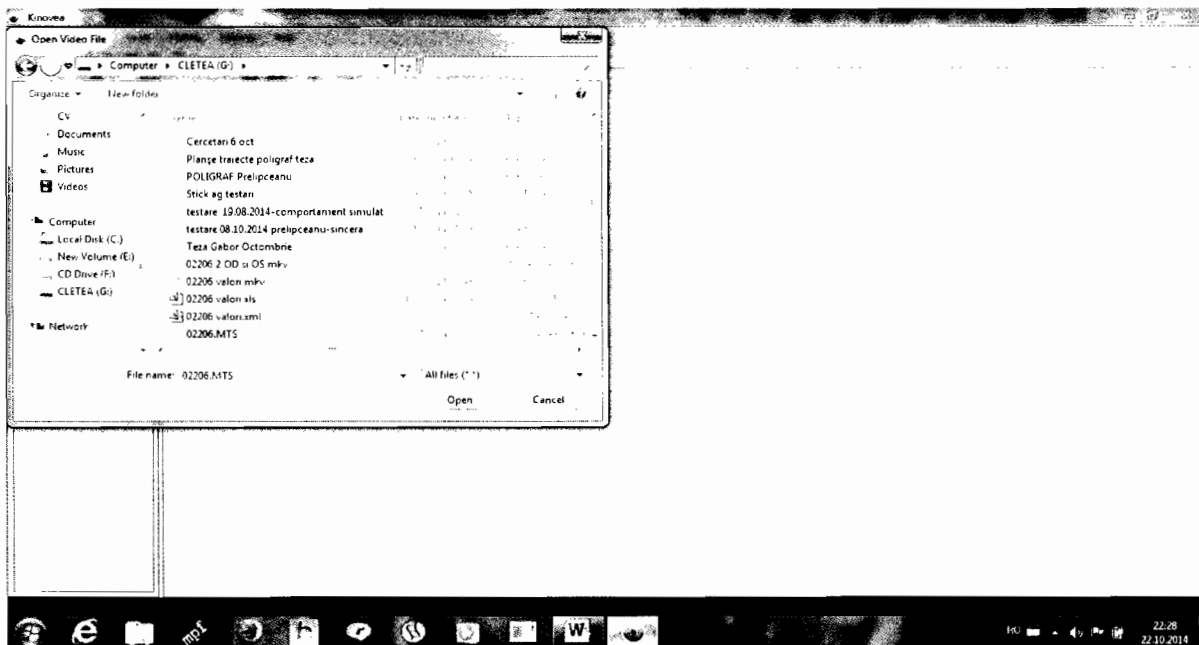 Kinovea
Open Video File
Computer ▸ CLETEA (G:) ▸
Organize New folder
CV
Documents
Music
Pictures
Videos
Computer
Local Disk (C:)
New Volume (E:)
CD Drive (F:)
CLETEA (G:)
Network
Cercetari 6 oct
Planșe traiecte poligraf teza
POLIGRAF Prelipceanu
Stick ag testari
testare 19.08.2014-comportament simulat
testare 08.10.2014 prelipceanu-sincera
Teza Gabor Octombrie
02206 2 OD si OS mkv
02206 valori mkv
02206 valori xls
02206 valori.xml
02206.MTS
File name: 02206.MTS
All files (*.*)
Open Cancel
mpf
W
RO
22:28
22.10.2014